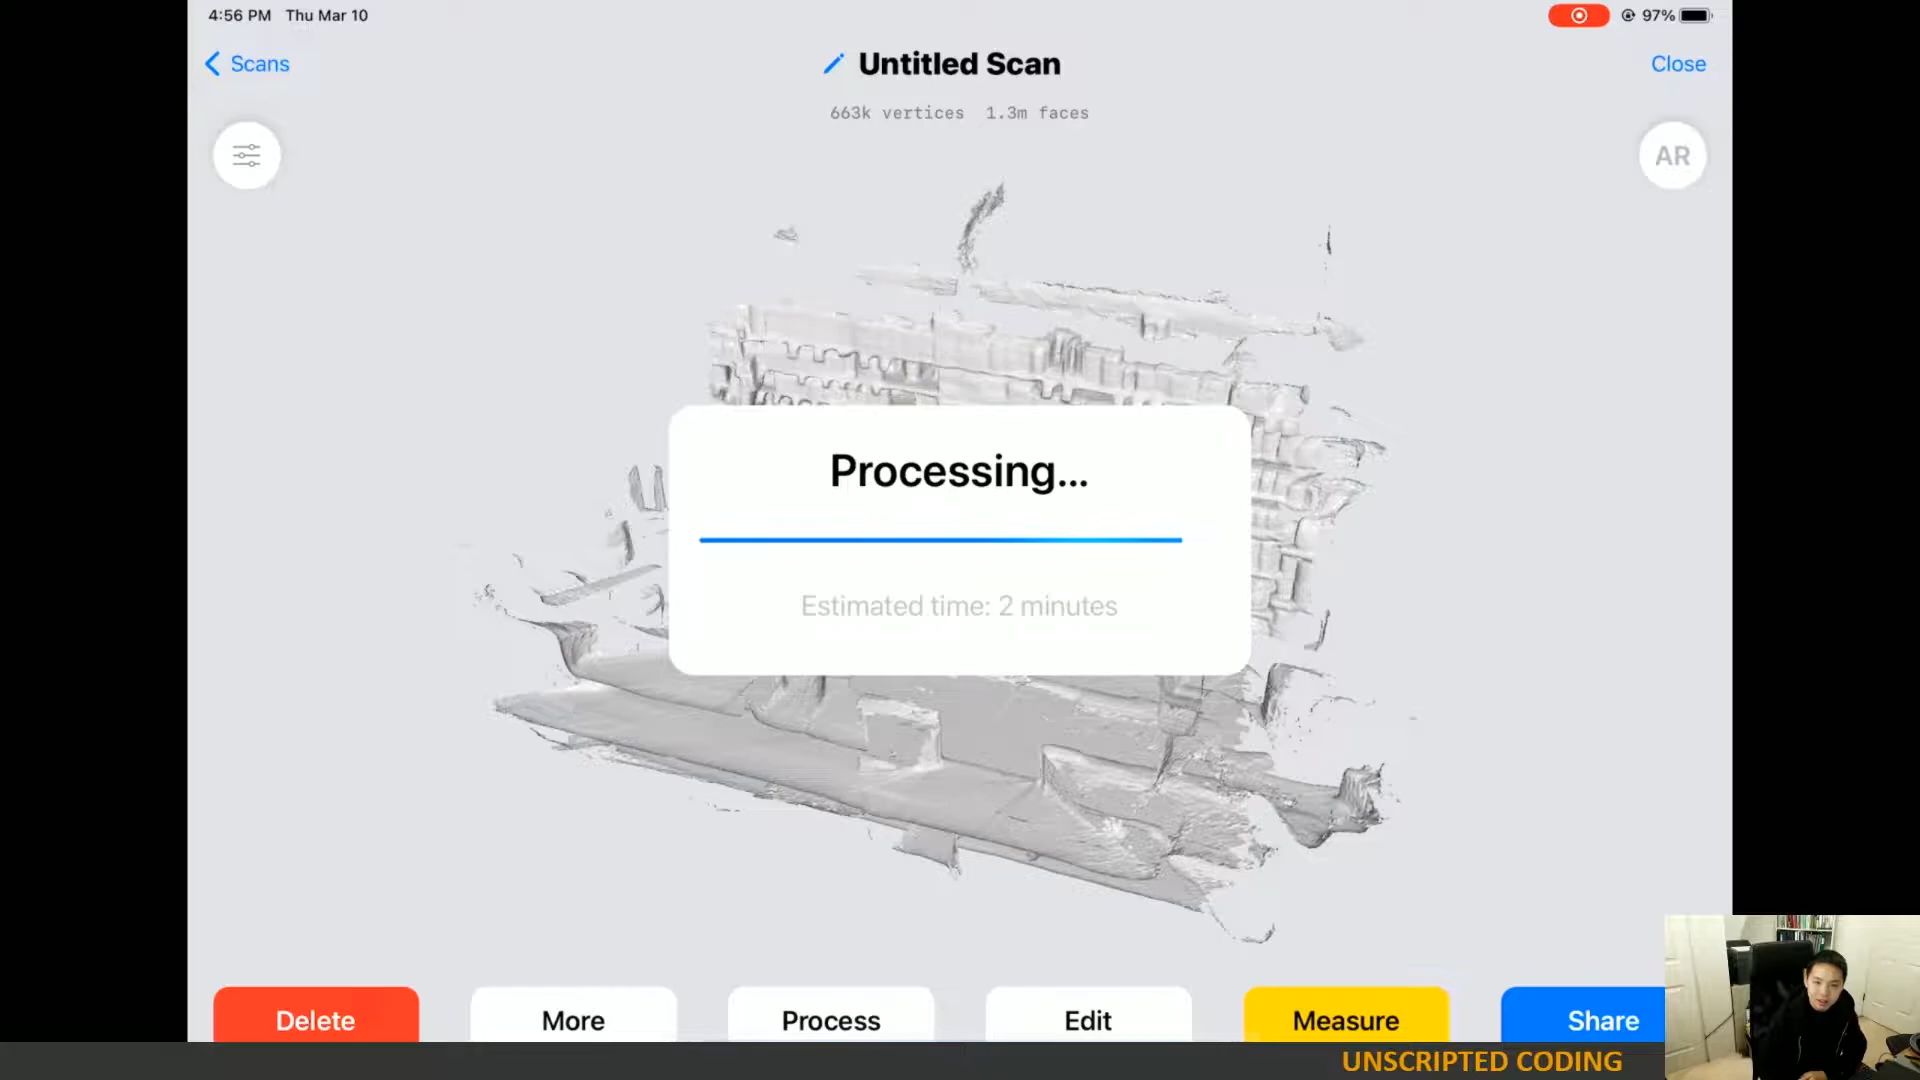 4:56 PM Thu Mar 10
97%
Scans
Untitled Scan
Close
663k vertices 1.3m faces
AR
Processing...
Estimated time: 2 minutes
Delete
More
Process
Edit
Measure
Share
UNSCRIPTED CODING